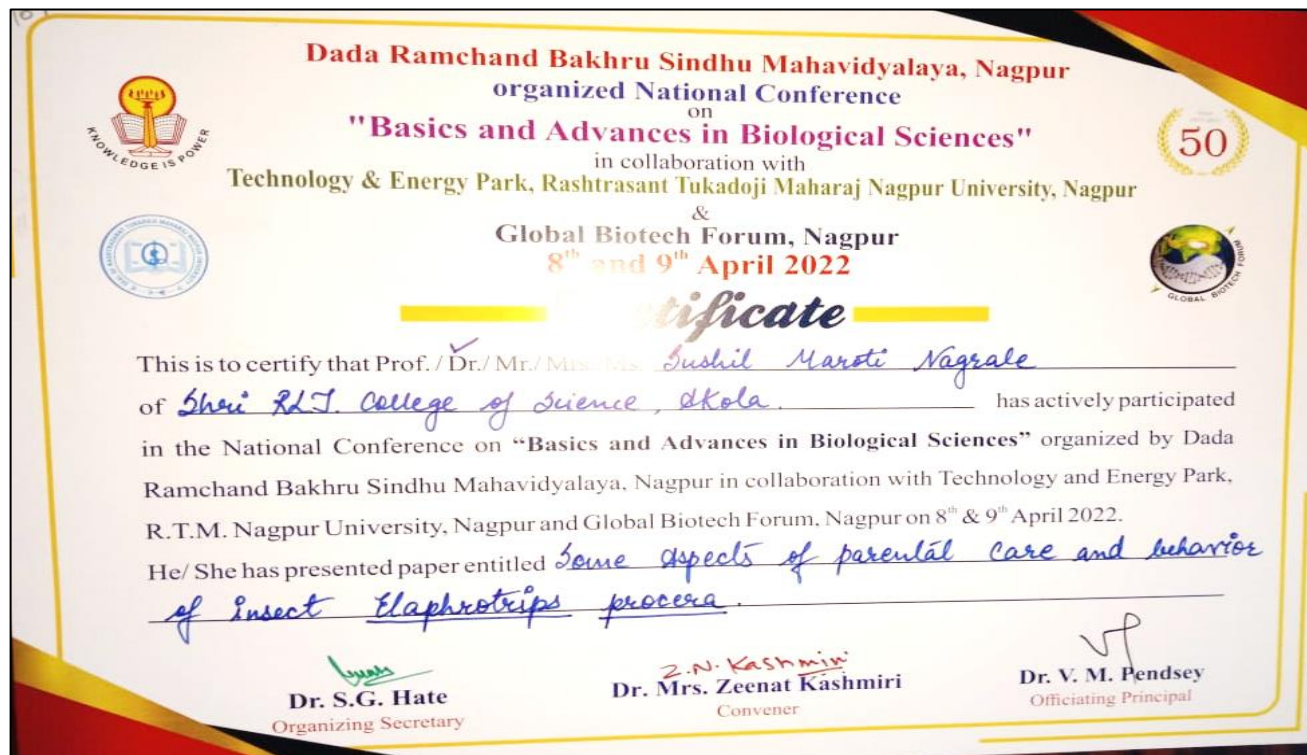 Dada Ramchand Bakhru Sindhu Mahavidyalaya, Nagpur
organized National Conference
on
"Basics and Advances in Biological Sciences"
in collaboration with
Technology & Energy Park, Rashtrasant Tukadoji Maharaj Nagpur University, Nagpur
&
Global Biotech Forum, Nagpur
8th and 9th April 2022
KNOWLEDGE IS POWER
50
GLOBAL BIOTECH FORUM
tificate
This is to certify that Prof. / Dr./ Mr./ Mrs./Ms. Sushil Maroti Nagrale
of Shri RLT. College of Science, Akola. has actively participated
in the National Conference on “Basics and Advances in Biological Sciences” organized by Dada
Ramchand Bakhru Sindhu Mahavidyalaya, Nagpur in collaboration with Technology and Energy Park,
R.T.M. Nagpur University, Nagpur and Global Biotech Forum, Nagpur on 8th & 9th April 2022.
He/ She has presented paper entitled Some aspects of parental care and behavior
of insect Elaphrotrips procera.
Z.N. Kashmiri
Dr. S.G. Hate
Organizing Secretary
Dr. Mrs. Zeenat Kashmiri
Convener
Dr. V. M. Pendsey
Officiating Principal